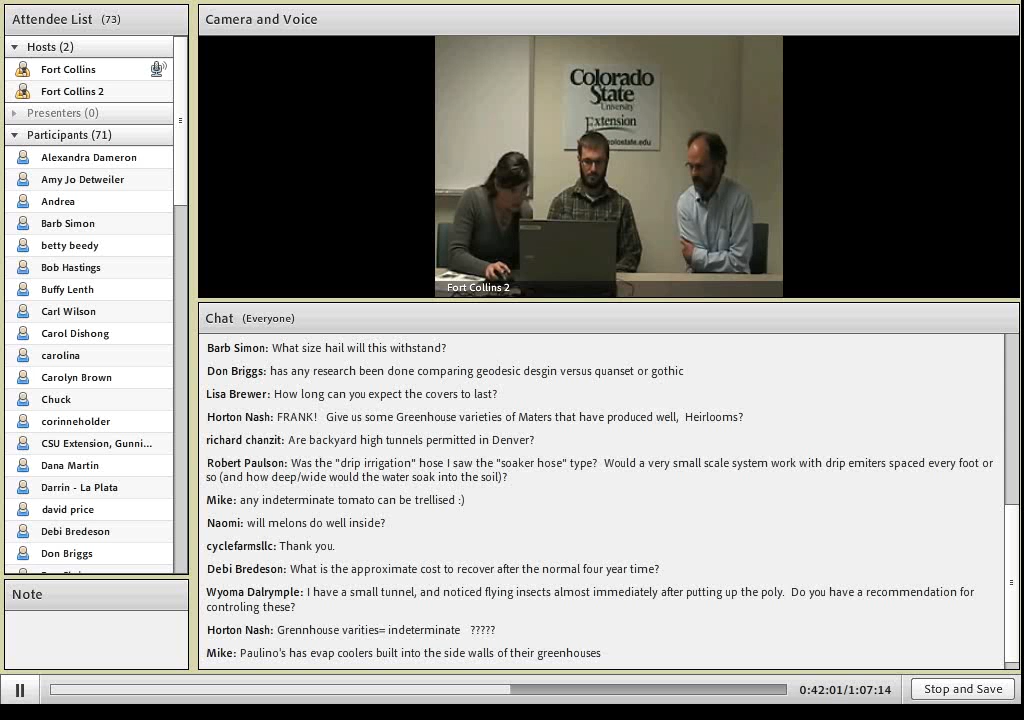 Attendee List (73)
Hosts (2)
Fort Collins
Fort Collins 2
Presenters (0)
Participants (71)
Alexandra Dameron
Amy Jo Detweiler
Andrea
Barb Simon
betty beedy
Bob Hastings
Buffy Lenth
Carl Wilson
Carol Dishong
carolina
Carolyn Brown
Chuck
corinneholder
CSU Extension, Gunni...
Dana Martin
Darrin - La Plata
david price
Debi Bredeson
Don Briggs
Note
Camera and Voice
Colorado
State
University
Extension
Fort Collins 2
Chat (Everyone)
Barb Simon: What size hail will this withstand?
Don Briggs: has any research been done comparing geodesic desgin versus quanset or gothic
Lisa Brewer: How long can you expect the covers to last?
Horton Nash: FRANK! Give us some Greenhouse varieties of Maters that have produced well, Heirlooms?
richard chanzit: Are backyard high tunnels permitted in Denver?
Robert Paulson: Was the "drip irrigation" hose I saw the "soaker hose" type? Would a very small scale system work with drip emiters spaced every foot or
so (and how deep/wide would the water soak into the soil)?
Mike: any indeterminate tomato can be trellised :)
Naomi: will melons do well inside?
cyclefarmsllc: Thank you.
Debi Bredeson: What is the approximate cost to recover after the normal four year time?
Wyoma Dalrymple: I have a small tunnel, and noticed flying insects almost immediately after putting up the poly. Do you have a recommendation for
controling these?
Horton Nash: Grennhouse varities= indeterminate ?????
Mike: Paulino's has evap coolers built into the side walls of their greenhouses
0:42:01/1:07:14
Stop and Save